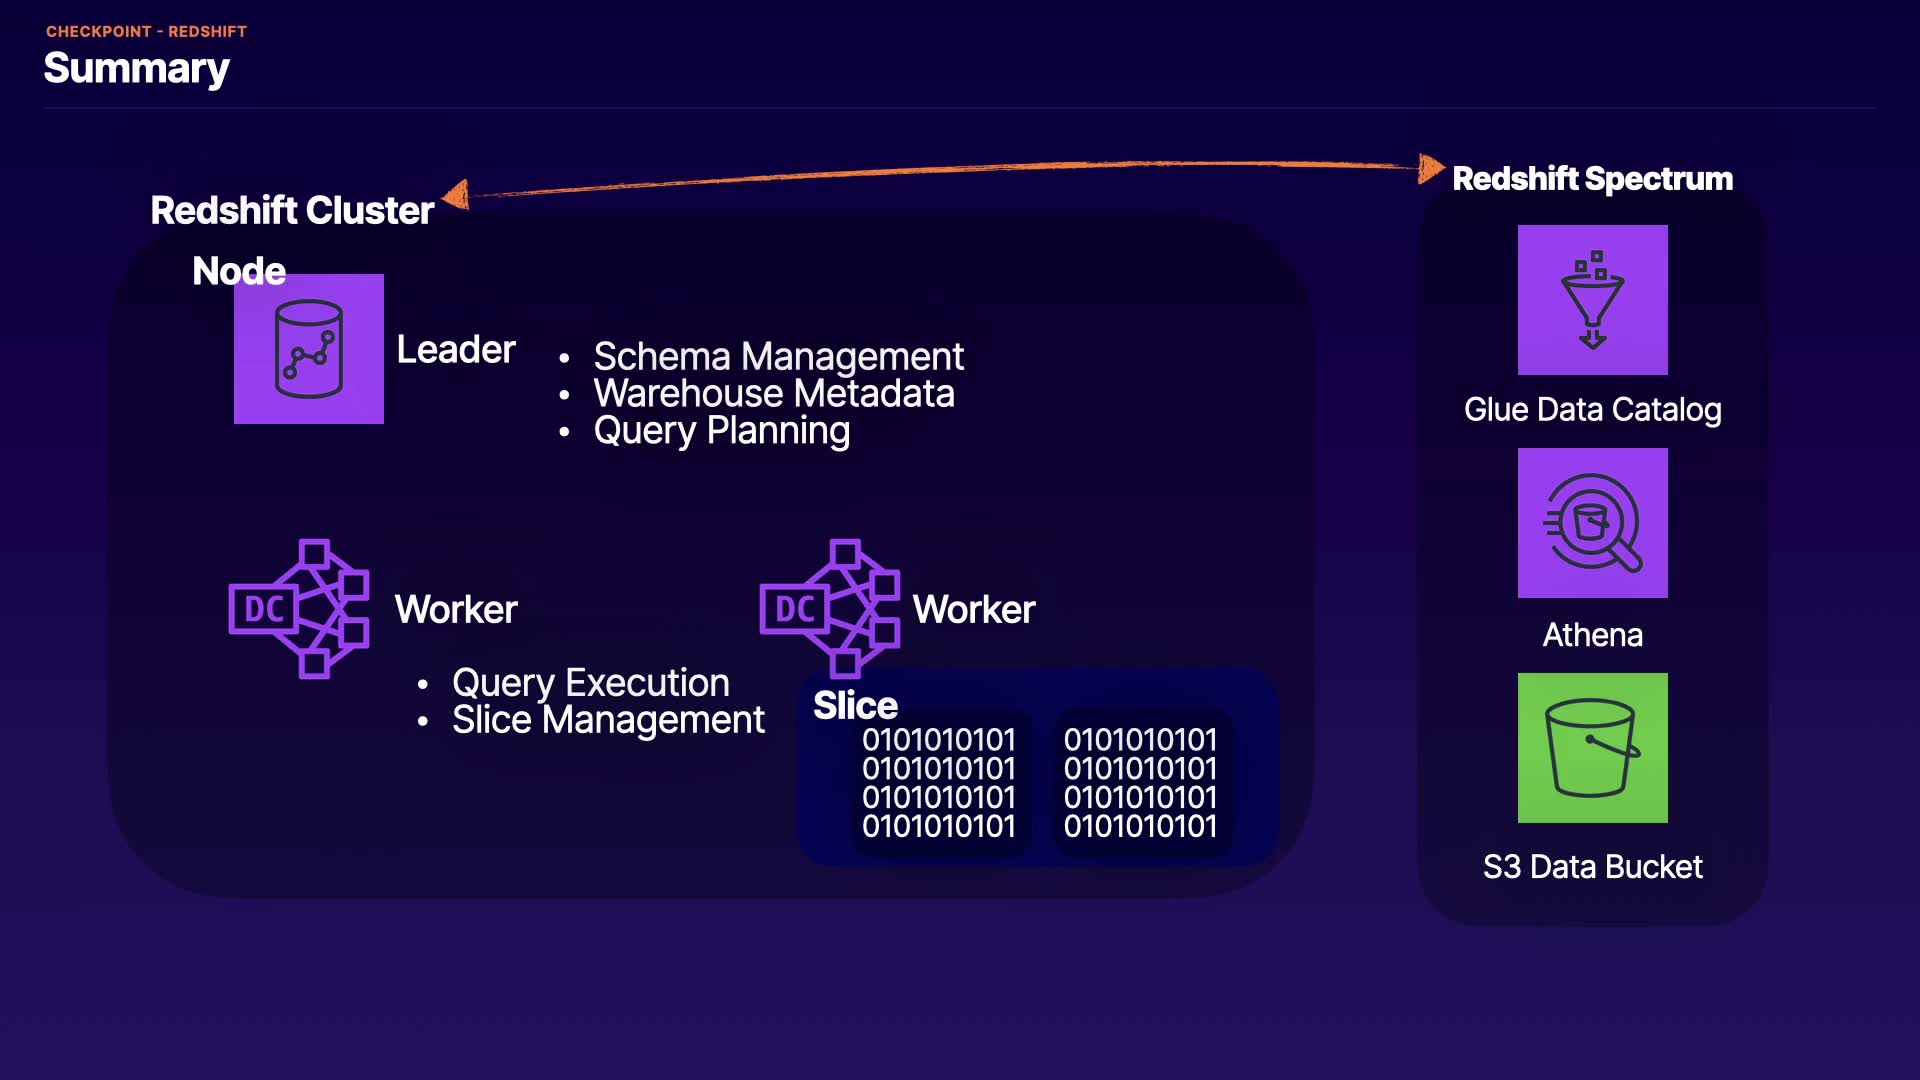 CHECKPOINT - REDSHIFT
Summary
Redshift Cluster
Node
Leader
• Schema Management
• Warehouse Metadata
• Query Planning
DC
Worker
• Query Execution
• Slice Management
DC
Worker
Slice
0101010101
0101010101
0101010101
0101010101
0101010101
0101010101
0101010101
0101010101
Redshift Spectrum
Glue Data Catalog
Athena
S3 Data Bucket